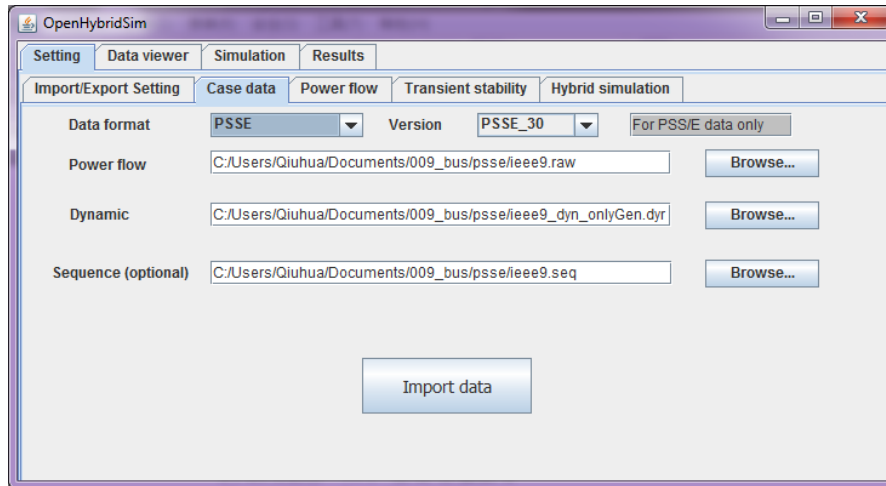 OpenHybridSim
Setting Data viewer Simulation Results
Import/Export Setting Case data Power flow Transient stability Hybrid simulation
Data format PSSE Version PSSE_30 For PSS/E data only
Power flow C:/Users/Qiuhua/Documents/009_bus/psse/ieee9.raw Browse...
Dynamic C:/Users/Qiuhua/Documents/009_bus/psse/ieee9_dyn_onlyGen.dyr Browse...
Sequence (optional) C:/Users/Qiuhua/Documents/009_bus/psse/ieee9.seq Browse...
Import data